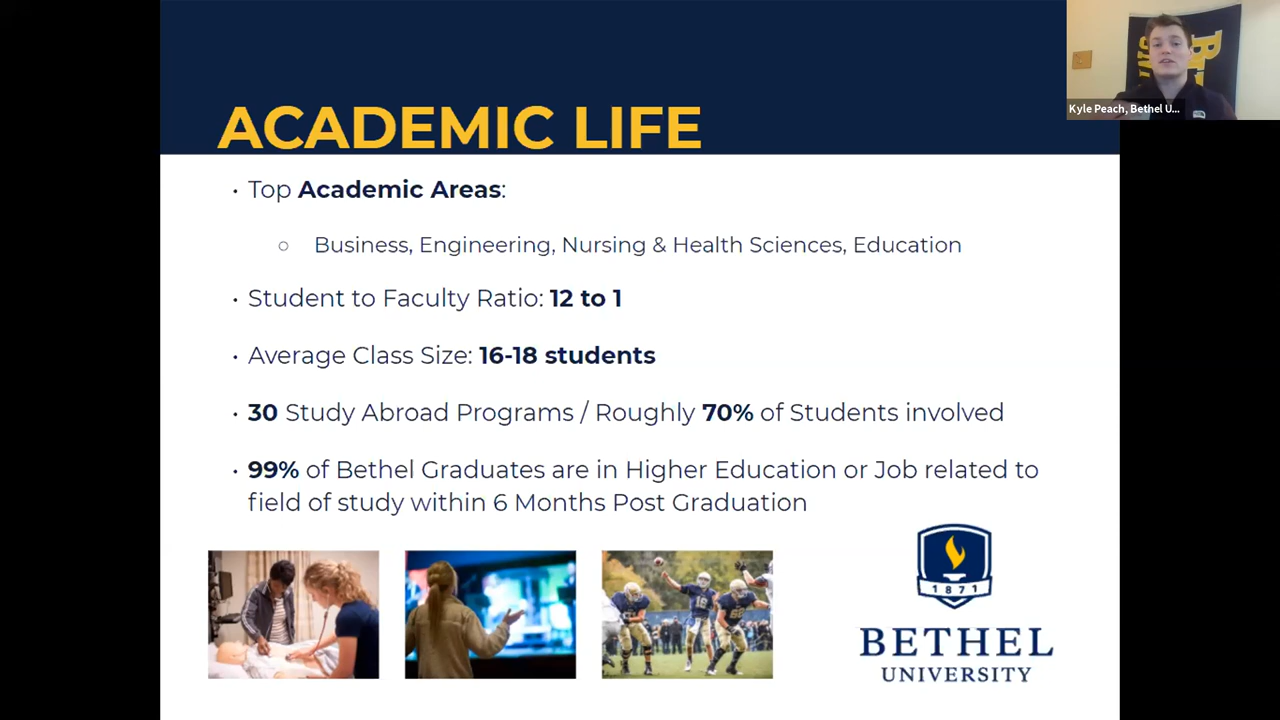 Kyle Peach, Bethel U...
ACADEMIC LIFE
• Top Academic Areas:
○ Business, Engineering, Nursing & Health Sciences, Education
• Student to Faculty Ratio: 12 to 1
• Average Class Size: 16-18 students
• 30 Study Abroad Programs / Roughly 70% of Students involved
• 99% of Bethel Graduates are in Higher Education or Job related to
field of study within 6 Months Post Graduation
1871
BETHEL
UNIVERSITY